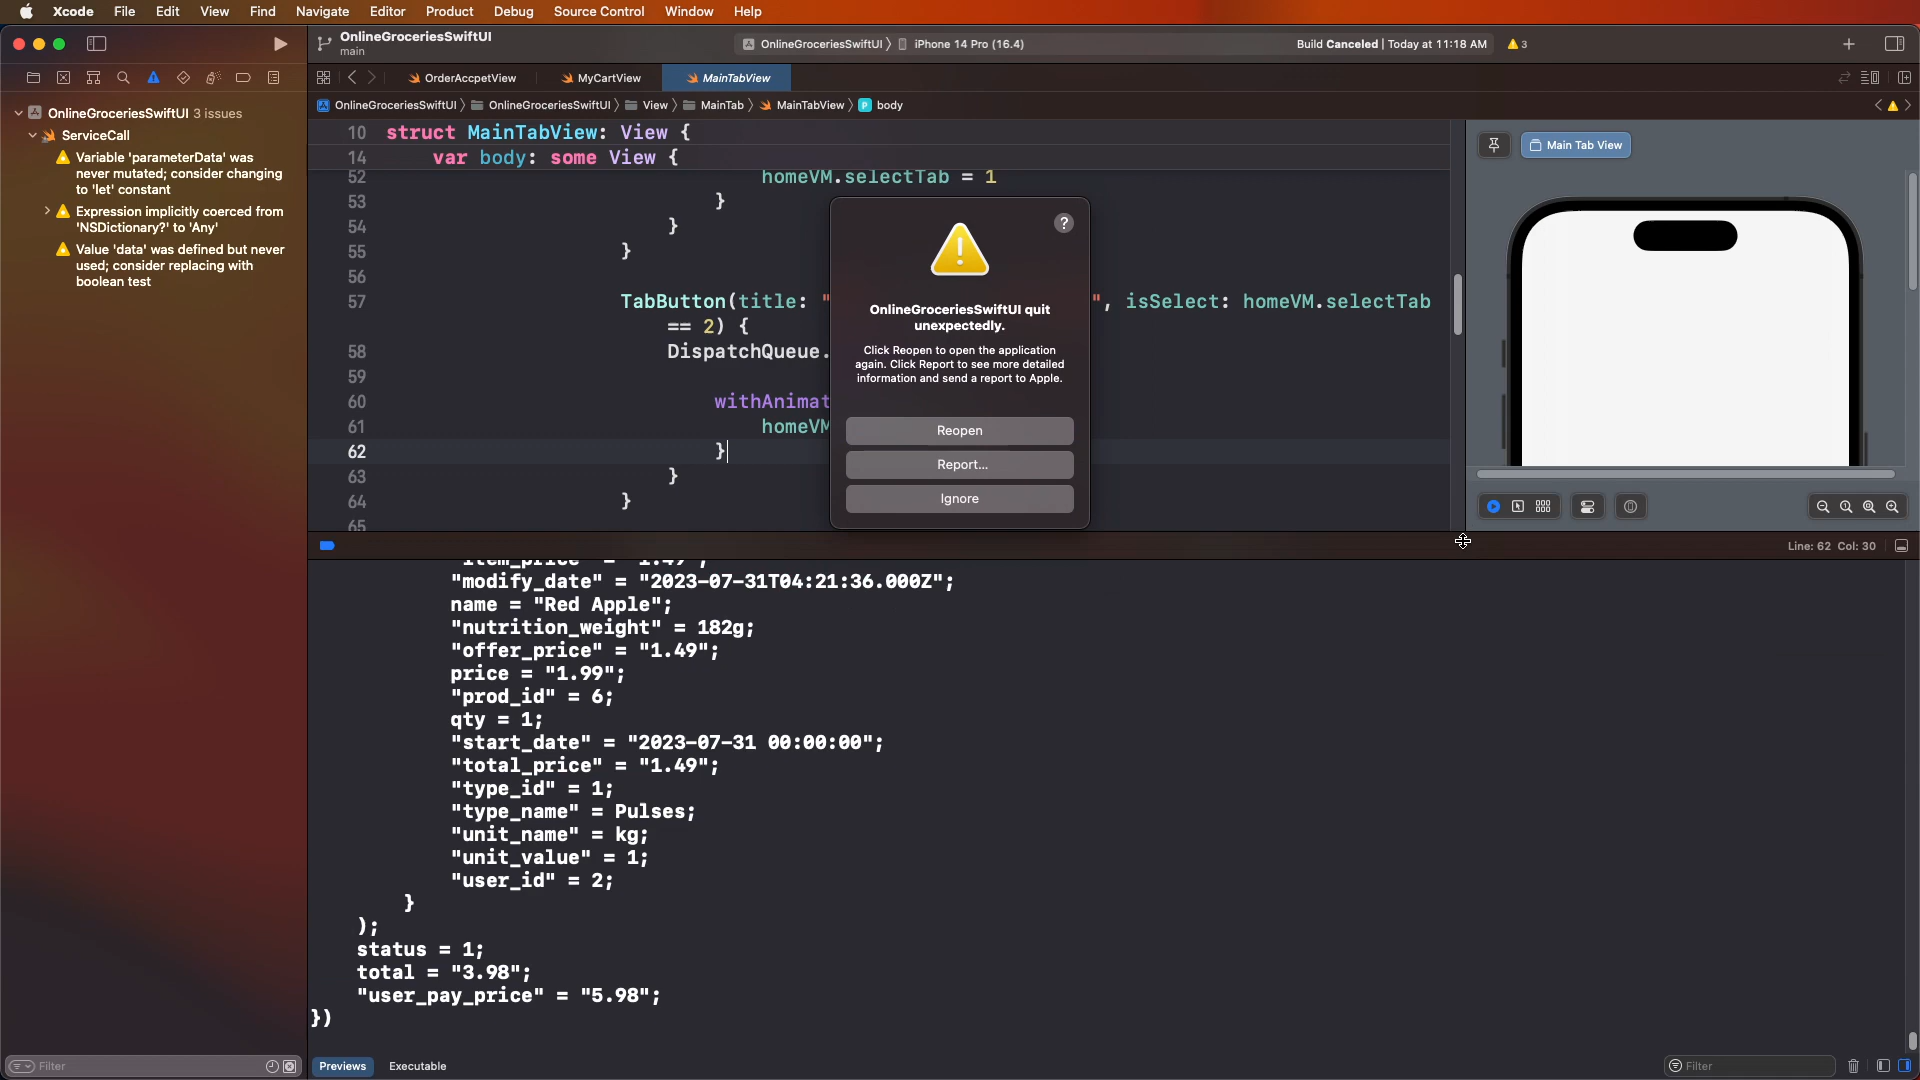 Xcode File Edit View Find Navigate Editor Product Debug Source Control Window Help
OnlineGroceriesSwiftUI
main
OnlineGroceriesSwiftUI iPhone 14 Pro (16.4)
Build Canceled | Today at 11:18 AM
3
OrderAccpetView MyCartView MainTabView
OnlineGroceriesSwiftUI OnlineGroceriesSwiftUI View MainTab MainTabView body
OnlineGroceriesSwiftUI 3 issues
ServiceCall
Variable 'parameterData' was
never mutated; consider changing
to 'let' constant
Expression implicitly coerced from
'NSDictionary?' to 'Any'
Value 'data' was defined but never
used; consider replacing with
boolean test
10 struct MainTabView: View {
14 var body: some View {
52 homeVM.selectTab = 1
53 }
54 }
55 }
56
57 TabButton(title: " ", isSelect: homeVM.selectTab
== 2) {
58 DispatchQueue.
59
60 withAnimat
61 homeVM
62 }
63 }
64 }
65
?
OnlineGroceriesSwiftUI quit
unexpectedly.
Click Reopen to open the application
again. Click Report to see more detailed
information and send a report to Apple.
Reopen
Report...
Ignore
Main Tab View
Line: 62 Col: 30
"item_price" = "1.49";
"modify_date" = "2023-07-31T04:21:36.000Z";
name = "Red Apple";
"nutrition_weight" = 182g;
"offer_price" = "1.49";
price = "1.99";
"prod_id" = 6;
qty = 1;
"start_date" = "2023-07-31 00:00:00";
"total_price" = "1.49";
"type_id" = 1;
"type_name" = Pulses;
"unit_name" = kg;
"unit_value" = 1;
"user_id" = 2;
}
);
status = 1;
total = "3.98";
"user_pay_price" = "5.98";
})
Filter
Previews Executable
Filter